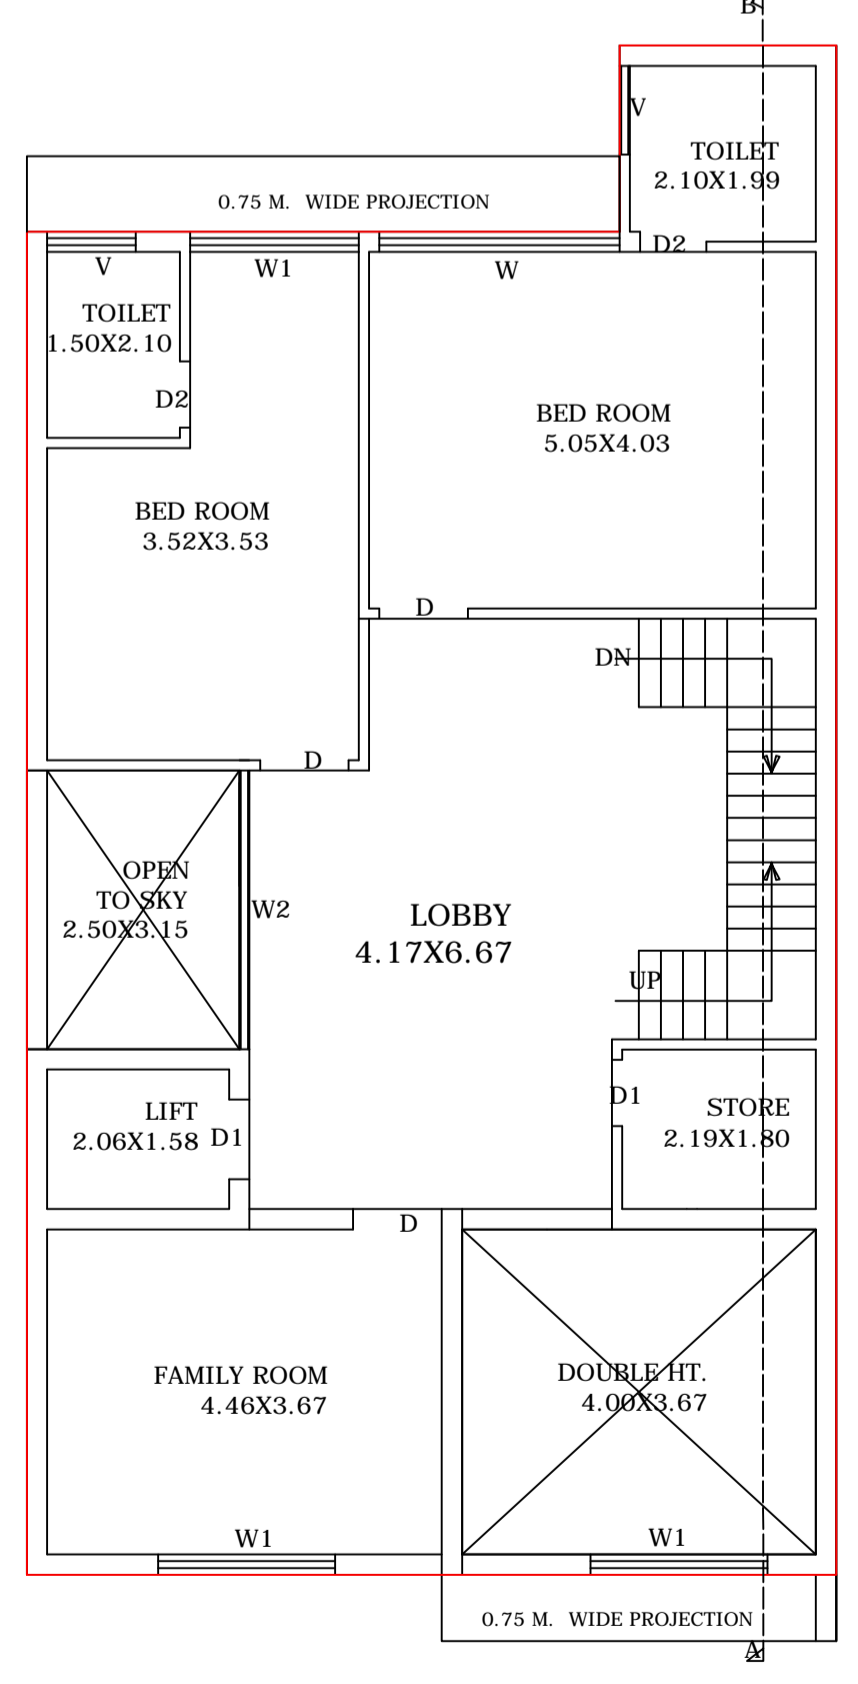 B
V
TOILET
2.10X1.99
0.75 M. WIDE PROJECTION
D2
V
W1
W
TOILET
1.50X2.10
D2
BED ROOM
5.05X4.03
BED ROOM
3.52X3.53
D
DN
D
OPEN
TO SKY
2.50X3.15
W2
LOBBY
4.17X6.67
UP
LIFT
2.06X1.58
D1
D1
STORE
2.19X1.80
D
FAMILY ROOM
4.46X3.67
DOUBLE HT.
4.00X3.67
W1
W1
0.75 M. WIDE PROJECTION
A